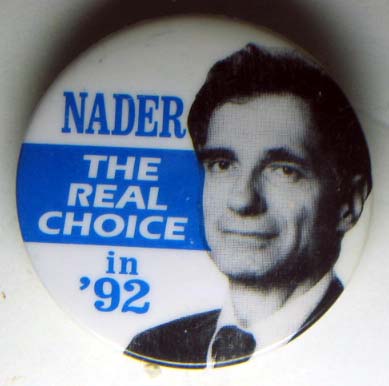 NADER
THE
REAL
CHOICE
in
'92